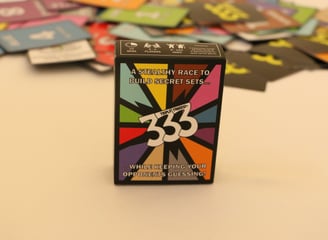 A STEALTHY RACE TO
BUILD SECRET SETS...
333
WHILE KEEPING YOUR
OPPONENTS GUESSING!